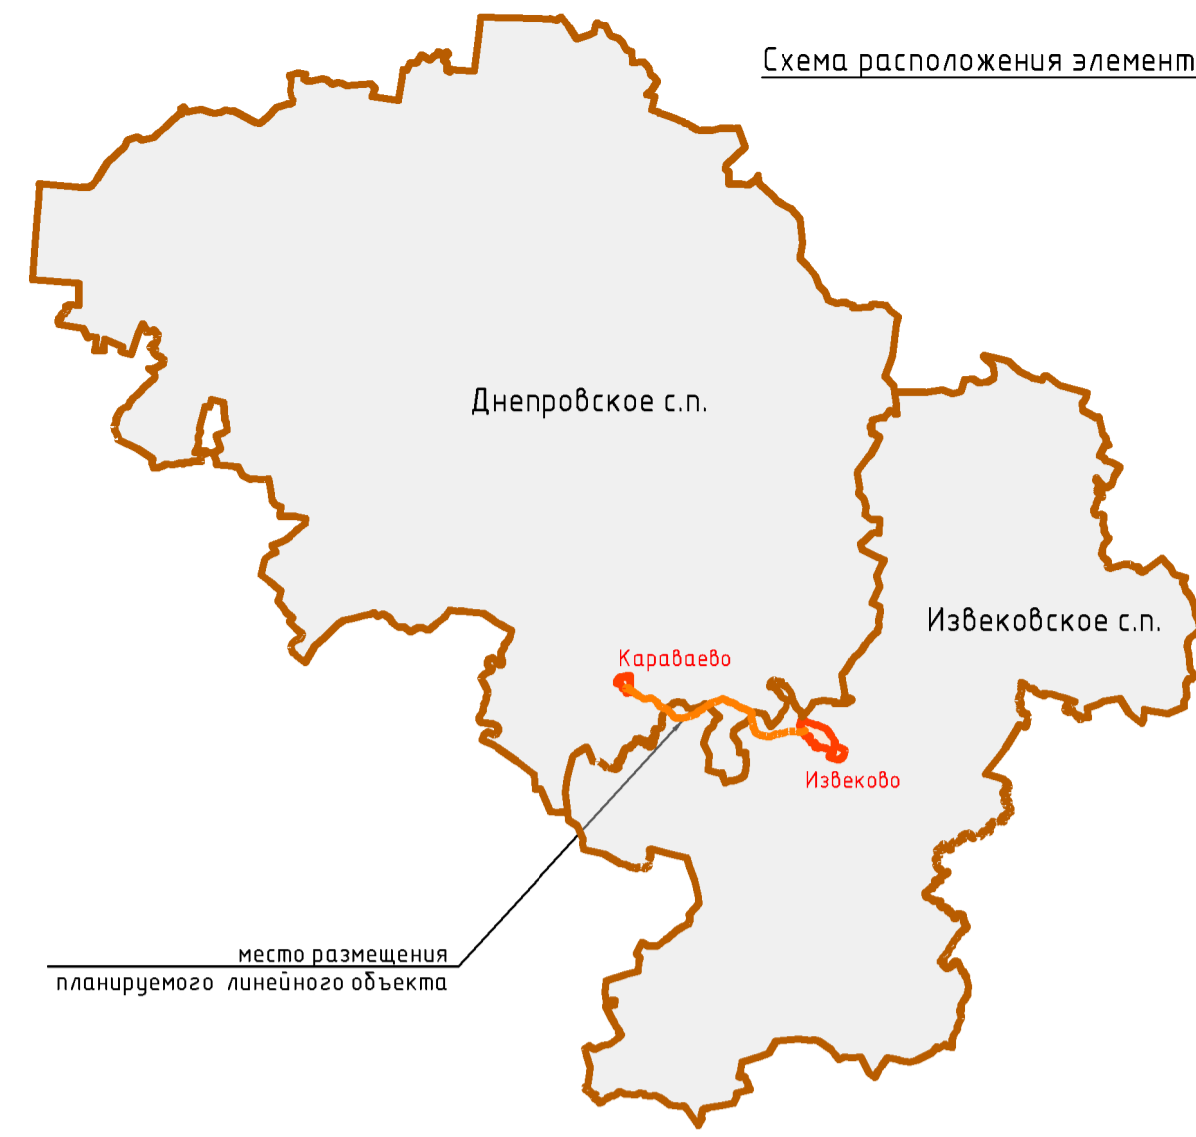 Схема расположения элемент
Днепровское с.п.
Извековское с.п.
Караваево
Извеково
место размещения
планируемого линейного объекта